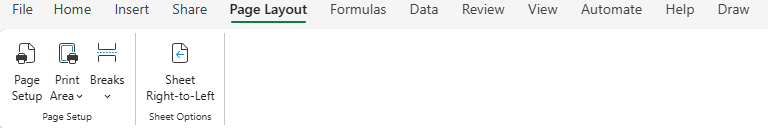 File Home Insert Share Page Layout Formulas Data Review View Automate Help Draw
Page Setup
Print Area
Breaks
Page Setup
Sheet Right-to-Left
Sheet Options